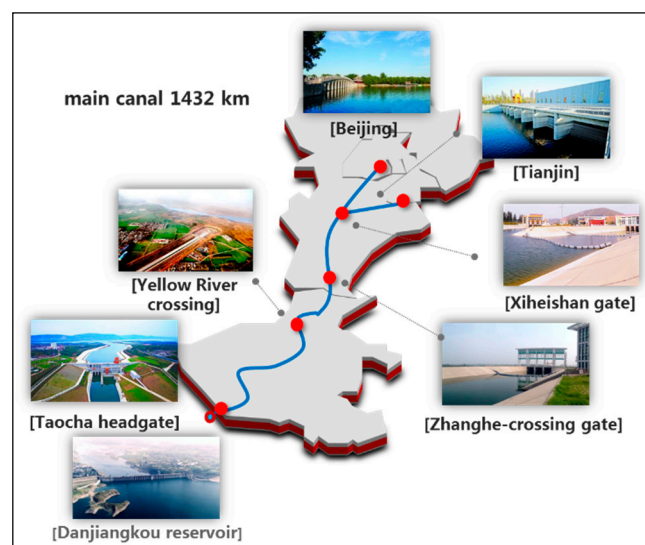 main canal 1432 km
[Beijing]
[Tianjin]
[Yellow River
crossing]
[Xiheishan gate]
[Taocha headgate]
[Zhanghe-crossing gate]
[Danjiangkou reservoir]